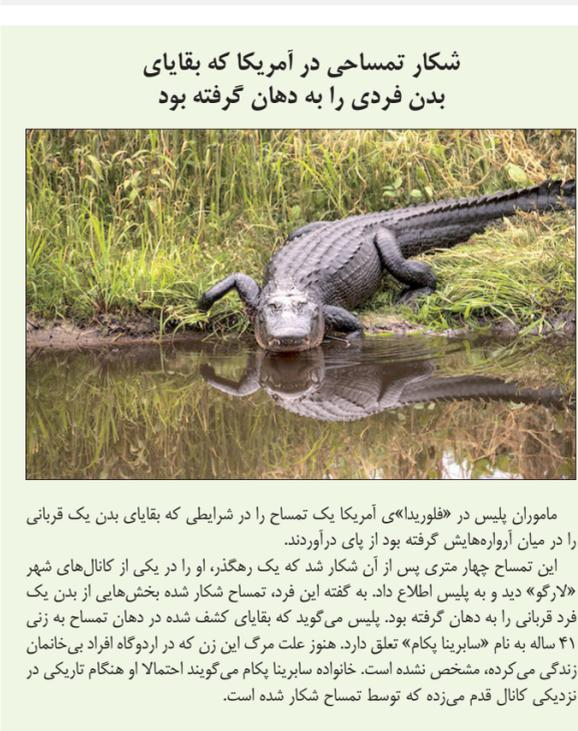 شکار تمساحی در آمریکا که بقایای
بدن فردی را به دهان گرفته بود
ماموران پلیس در «فلوریدا»ی آمریکا یک تمساح را در شرایطی که بقایای بدن یک قربانی
را در میان آرواره‌هایش گرفته بود از پای درآوردند.
این تمساح چهار متری پس از آن شکار شد که یک رهگذر، او را در یکی از کانال‌های شهر
«لارگو» دید و به پلیس اطلاع داد. به گفته این فرد، تمساح شکار شده بخش‌هایی از بدن یک
فرد قربانی را به دهان گرفته بود. پلیس می‌گوید که بقایای کشف شده در دهان تمساح به زنی
۴۱ ساله به نام «سابرینا پکام» تعلق دارد. هنوز علت مرگ این زن که در اردوگاه افراد بی‌خانمان
زندگی می‌کرده، مشخص نشده است. خانواده سابرینا پکام می‌گویند احتمالا او هنگام تاریکی در
نزدیکی کانال قدم می‌زده که توسط تمساح شکار شده است.